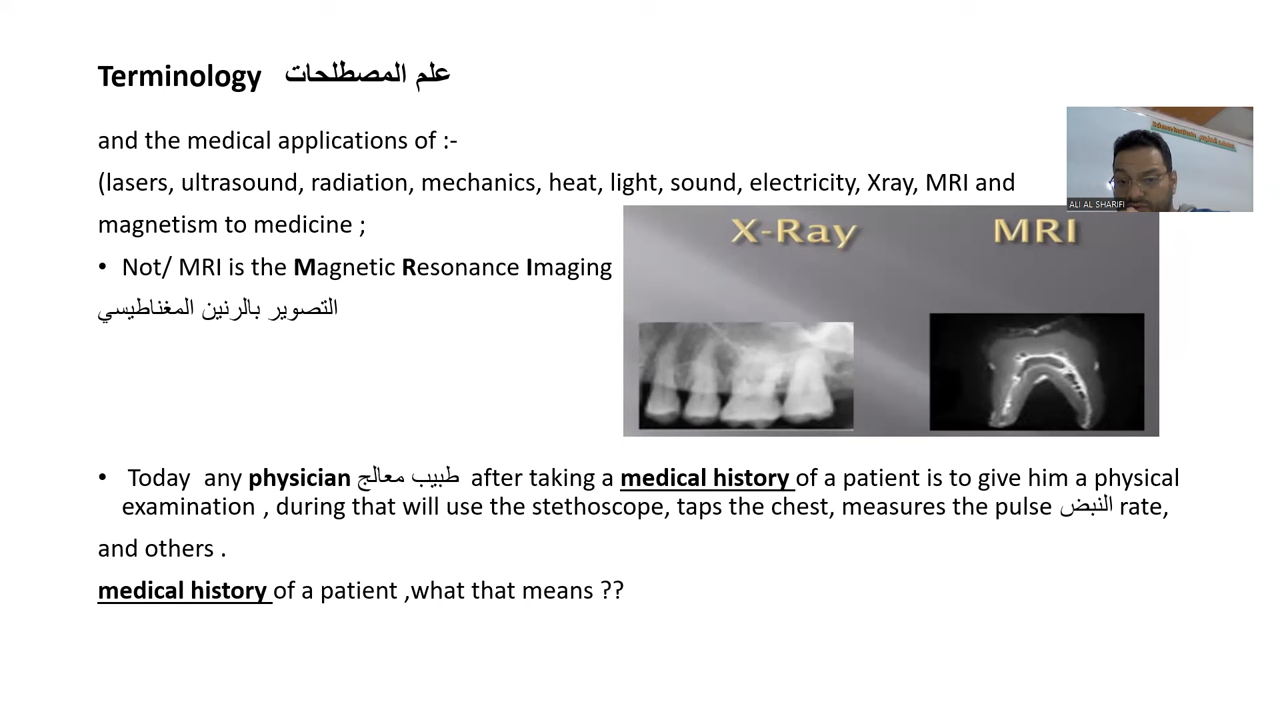 Terminology علم المصطلحات
and the medical applications of :-
(lasers, ultrasound, radiation, mechanics, heat, light, sound, electricity, Xray, MRI and
magnetism to medicine ;
• Not/ MRI is the Magnetic Resonance Imaging
التصوير بالرنين المغناطيسي
X-Ray
MRI
ALI AL SHARIFI
• Today any physician طبيب معالج after taking a medical history of a patient is to give him a physical
examination , during that will use the stethoscope, taps the chest, measures the pulse النبض rate,
and others .
medical history of a patient ,what that means ??